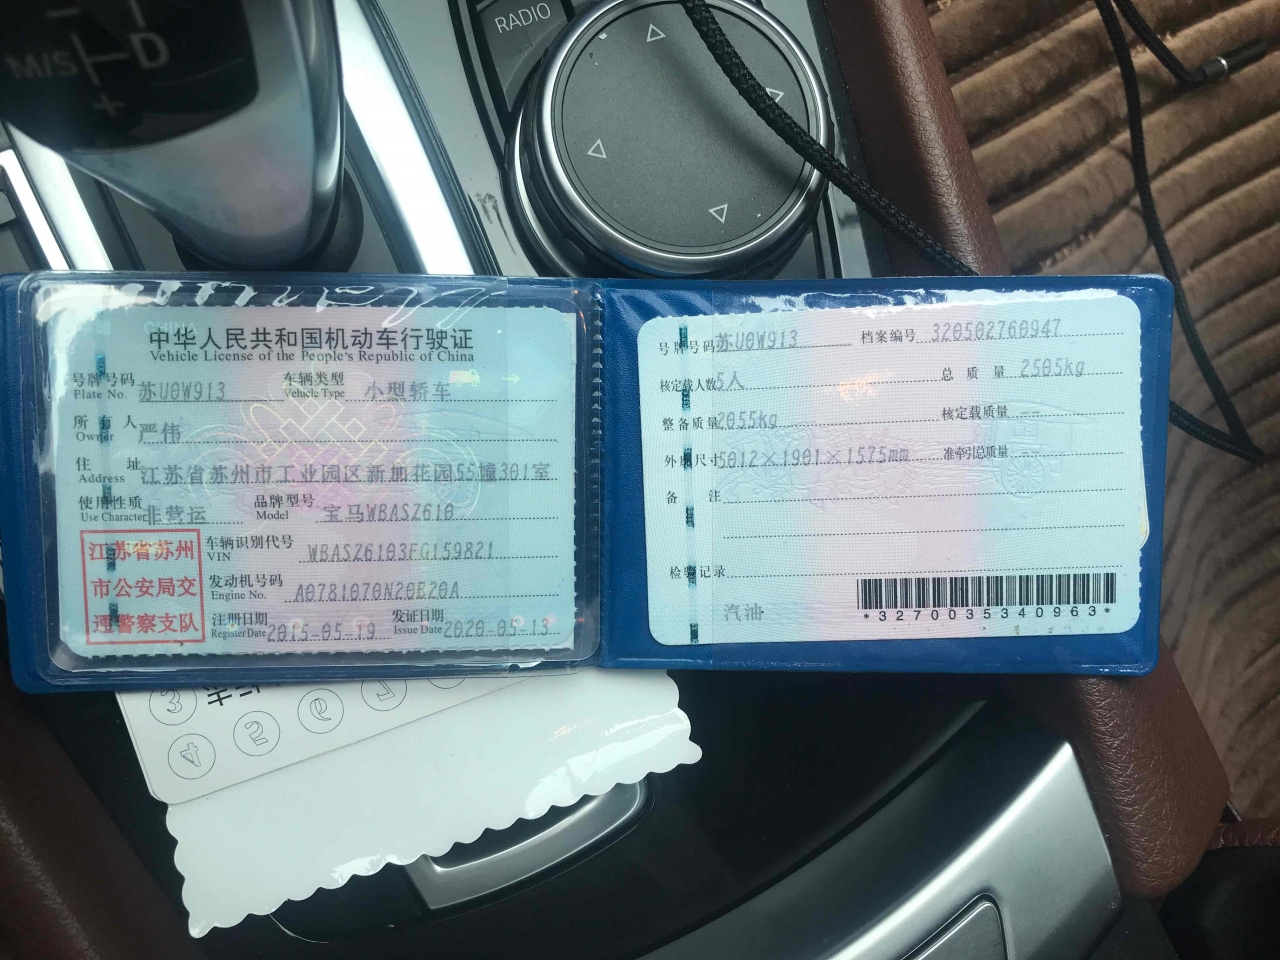 RADIO
M/S
D
+
中华人民共和国机动车行驶证
Vehicle License of the People's Republic of China
号牌号码 苏U0W913 车辆类型 小型轿车
Plate No. Vehicle Type
所有人 严伟
Owner
住址 江苏省苏州市工业园区新加花园55幢301室
Address
使用性质 非营运 品牌型号 宝马WBASZ610
Use Character Model
江苏省苏州
市公安局交
通警察支队
车辆识别代号 WBASZ6103FG159821
VIN
发动机号码 A0781070N20B20A
Engine No.
注册日期 2015-05-19 发证日期 2020-05-13
Register Date Issue Date
号牌号码 苏U0W913 档案编号 320502760947
核定载人数 5人 总质量 2505kg
整备质量 2055kg 核定载质量 --
外廓尺寸 5012×1901×1575mm 准牵引总质量 --
备注
检验记录
汽油
*3270035340963*
3
4
5